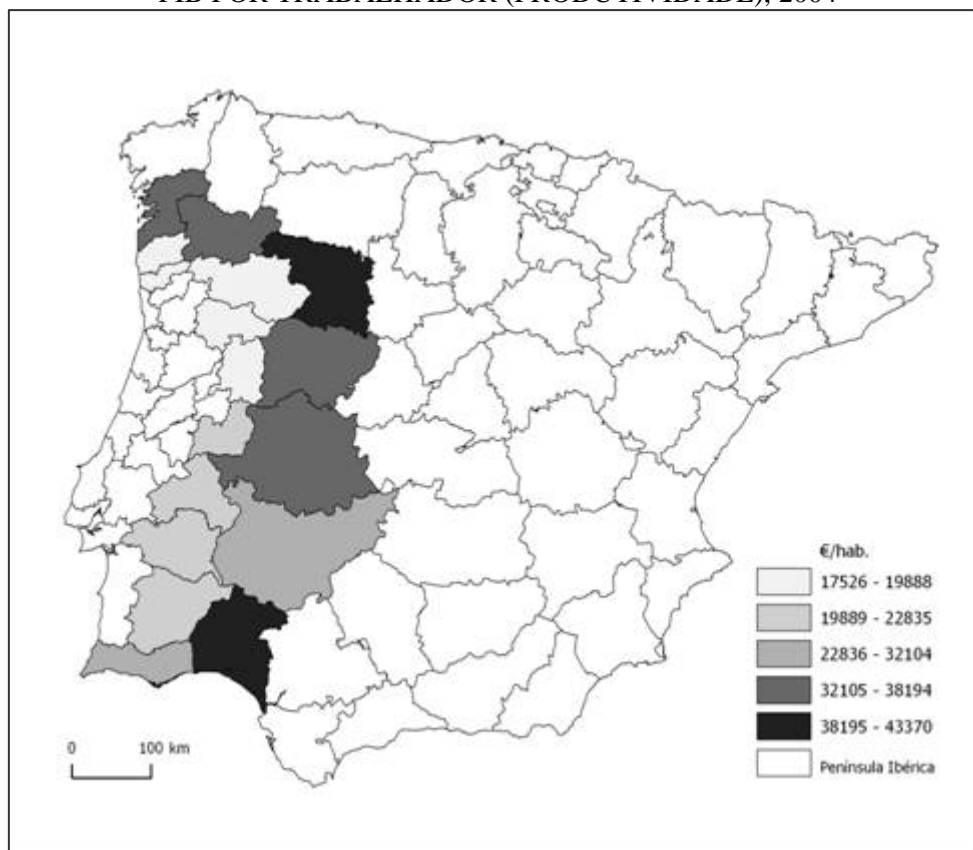 PIB POR TRABALHADOR (PRODUTIVIDADE), 2004
€/hab.
17526 - 19888
19889 - 22835
22836 - 32104
32105 - 38194
38195 - 43370
Península Ibérica
0 100 km